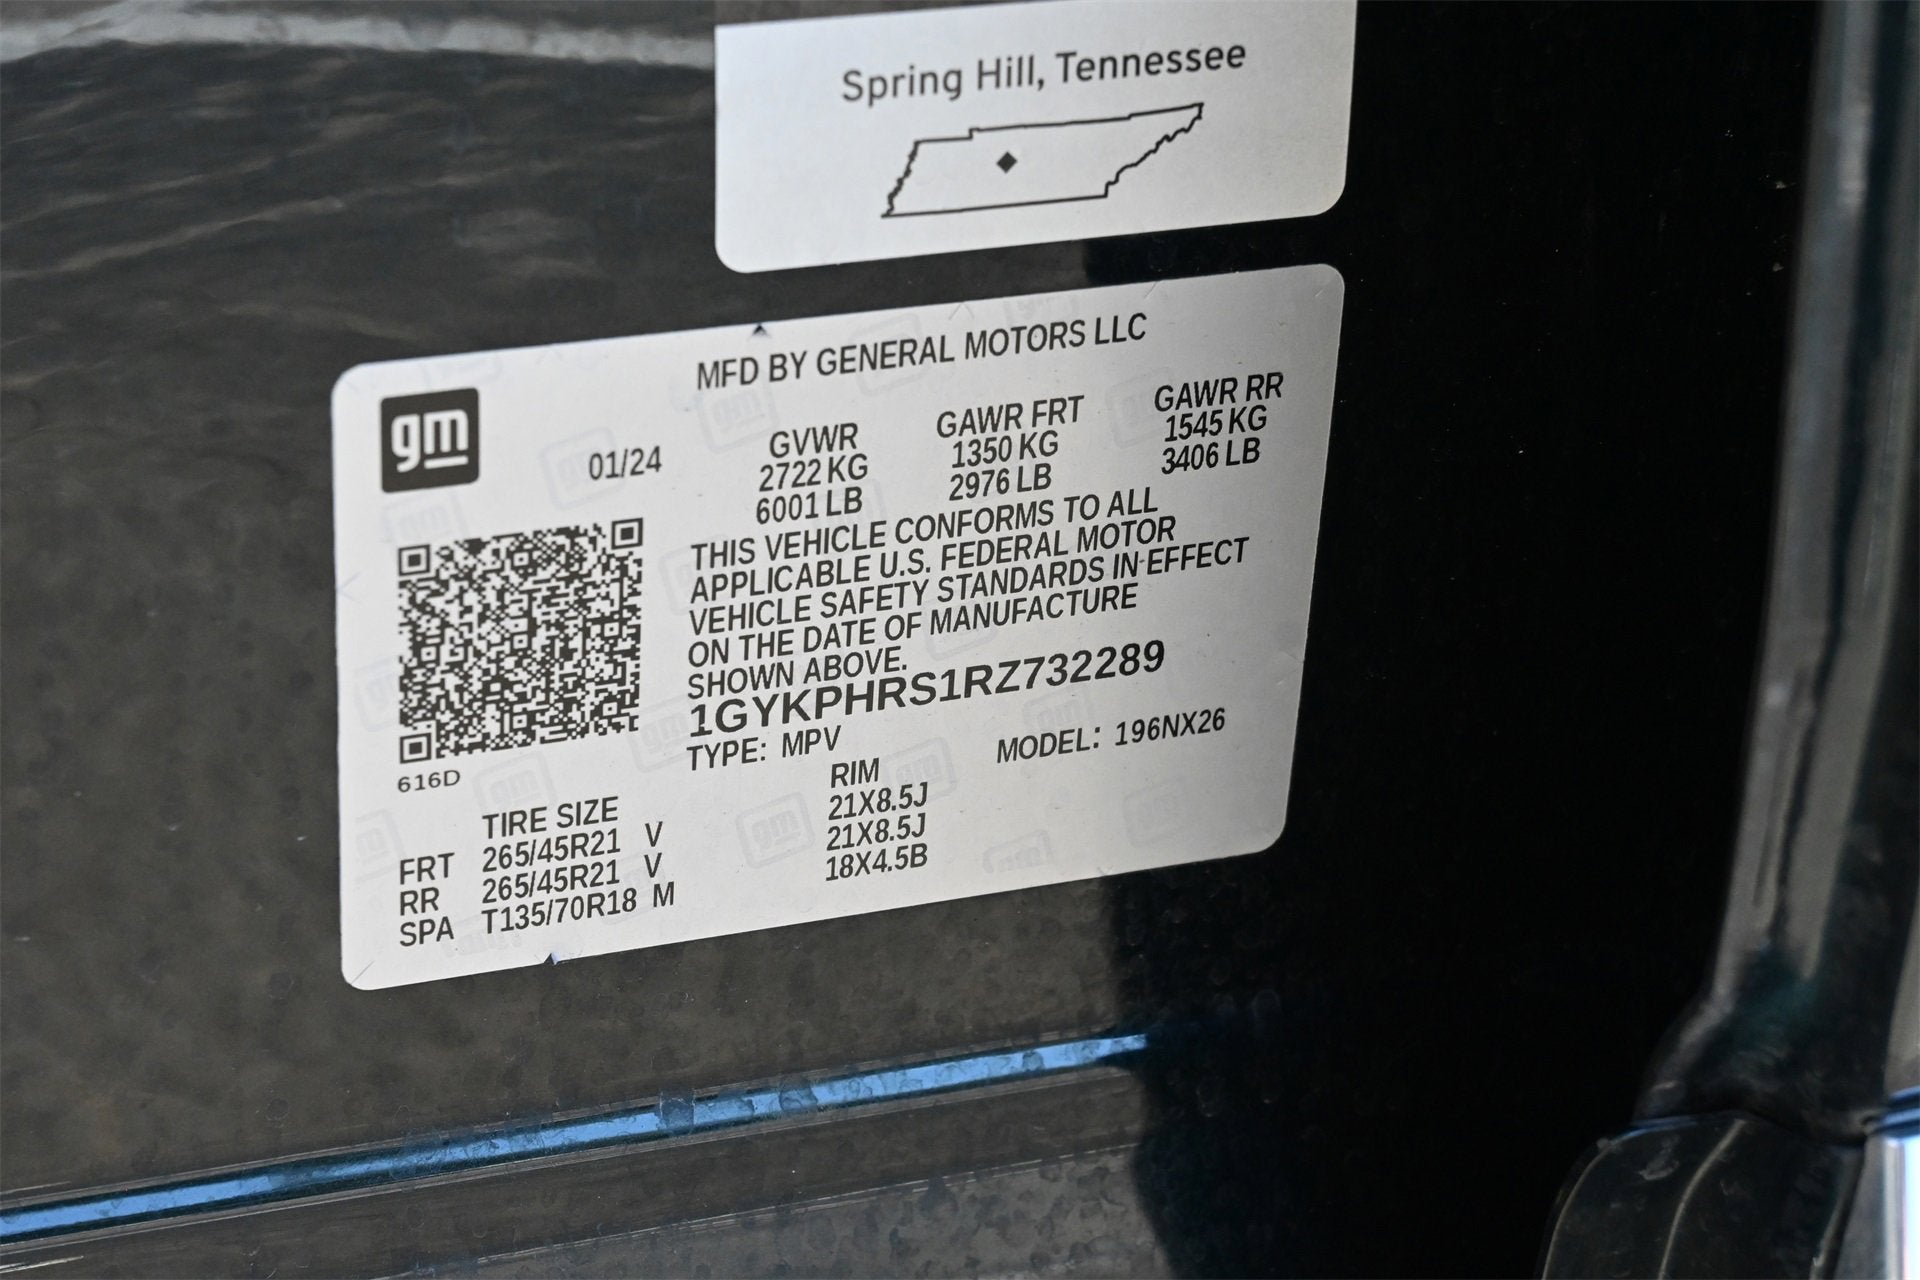 Spring Hill, Tennessee
MFD BY GENERAL MOTORS LLC
gm
01/24
GVWR GAWR FRT GAWR RR
2722 KG 1350 KG 1545 KG
6001 LB 2976 LB 3406 LB
THIS VEHICLE CONFORMS TO ALL
APPLICABLE U.S. FEDERAL MOTOR
VEHICLE SAFETY STANDARDS IN EFFECT
ON THE DATE OF MANUFACTURE
SHOWN ABOVE.
1GYKPHRS1RZ732289
TYPE: MPV MODEL: 196NX26
616D
TIRE SIZE RIM
FRT 265/45R21 V 21X8.5J
RR 265/45R21 V 21X8.5J
SPA T135/70R18 M 18X4.5B